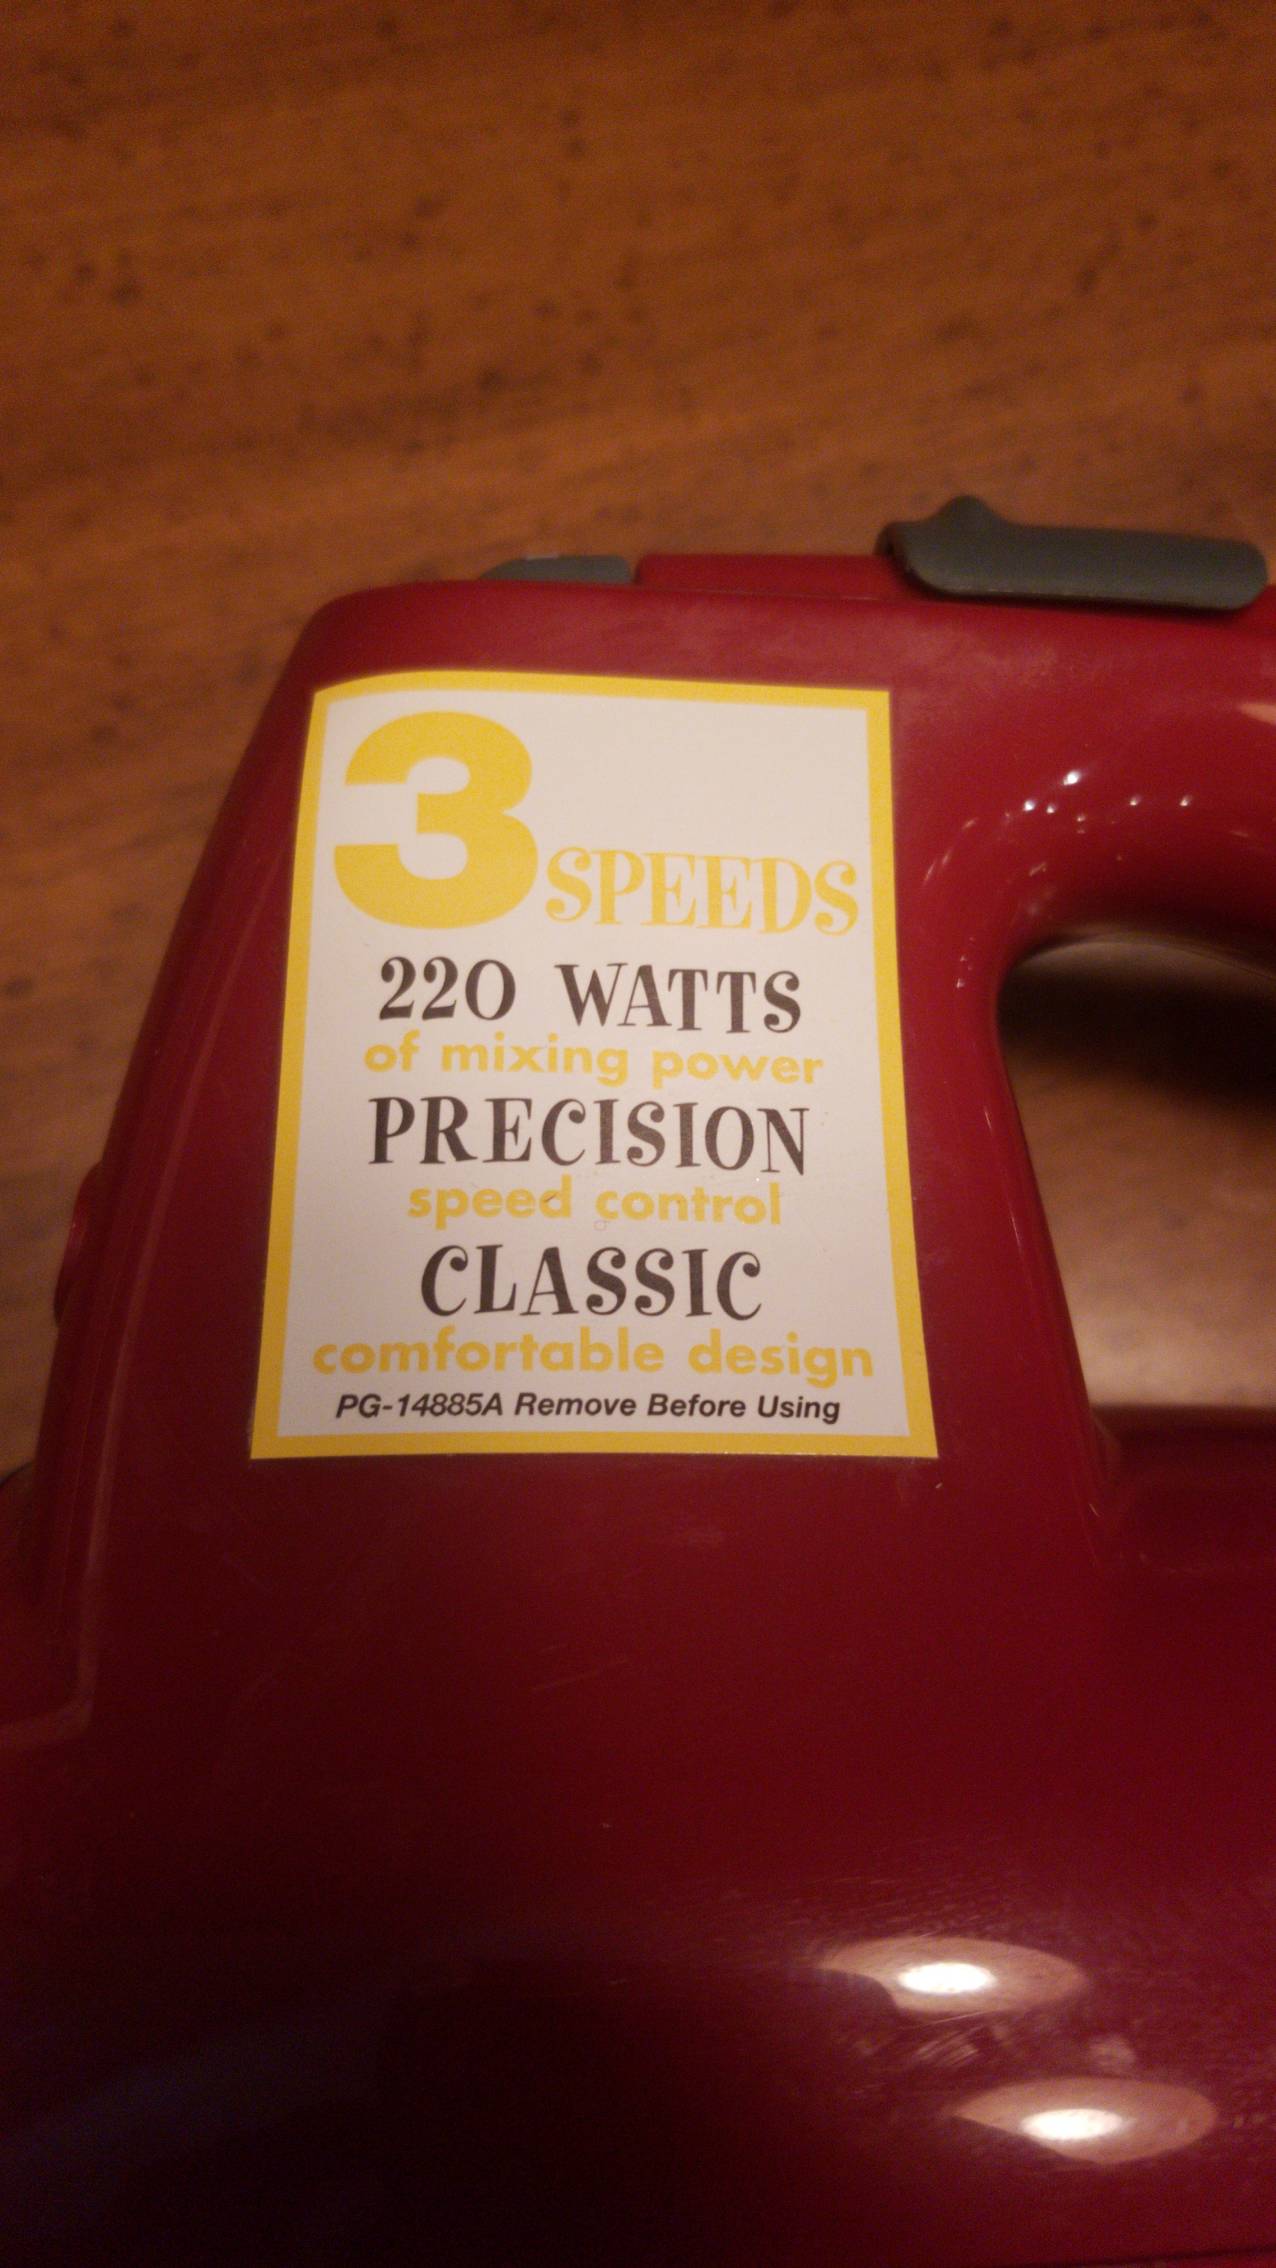 3 SPEEDS
220 WATTS
of mixing power
PRECISION
speed control
CLASSIC
comfortable design
PG-14885A Remove Before Using